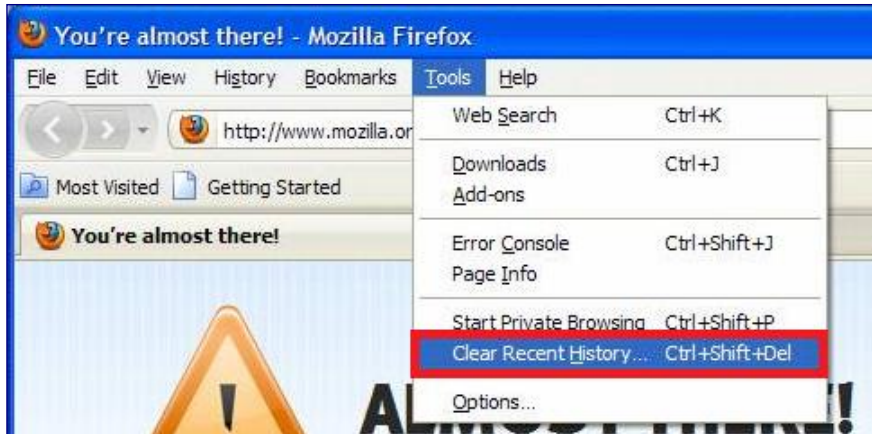 You're almost there! - Mozilla Firefox
File Edit View History Bookmarks Tools Help
http://www.mozilla.or
Most Visited Getting Started
You're almost there!
Web Search Ctrl+K
Downloads Ctrl+J
Add-ons
Error Console Ctrl+Shift+J
Page Info
Start Private Browsing Ctrl+Shift+P
Clear Recent History... Ctrl+Shift+Del
Options...